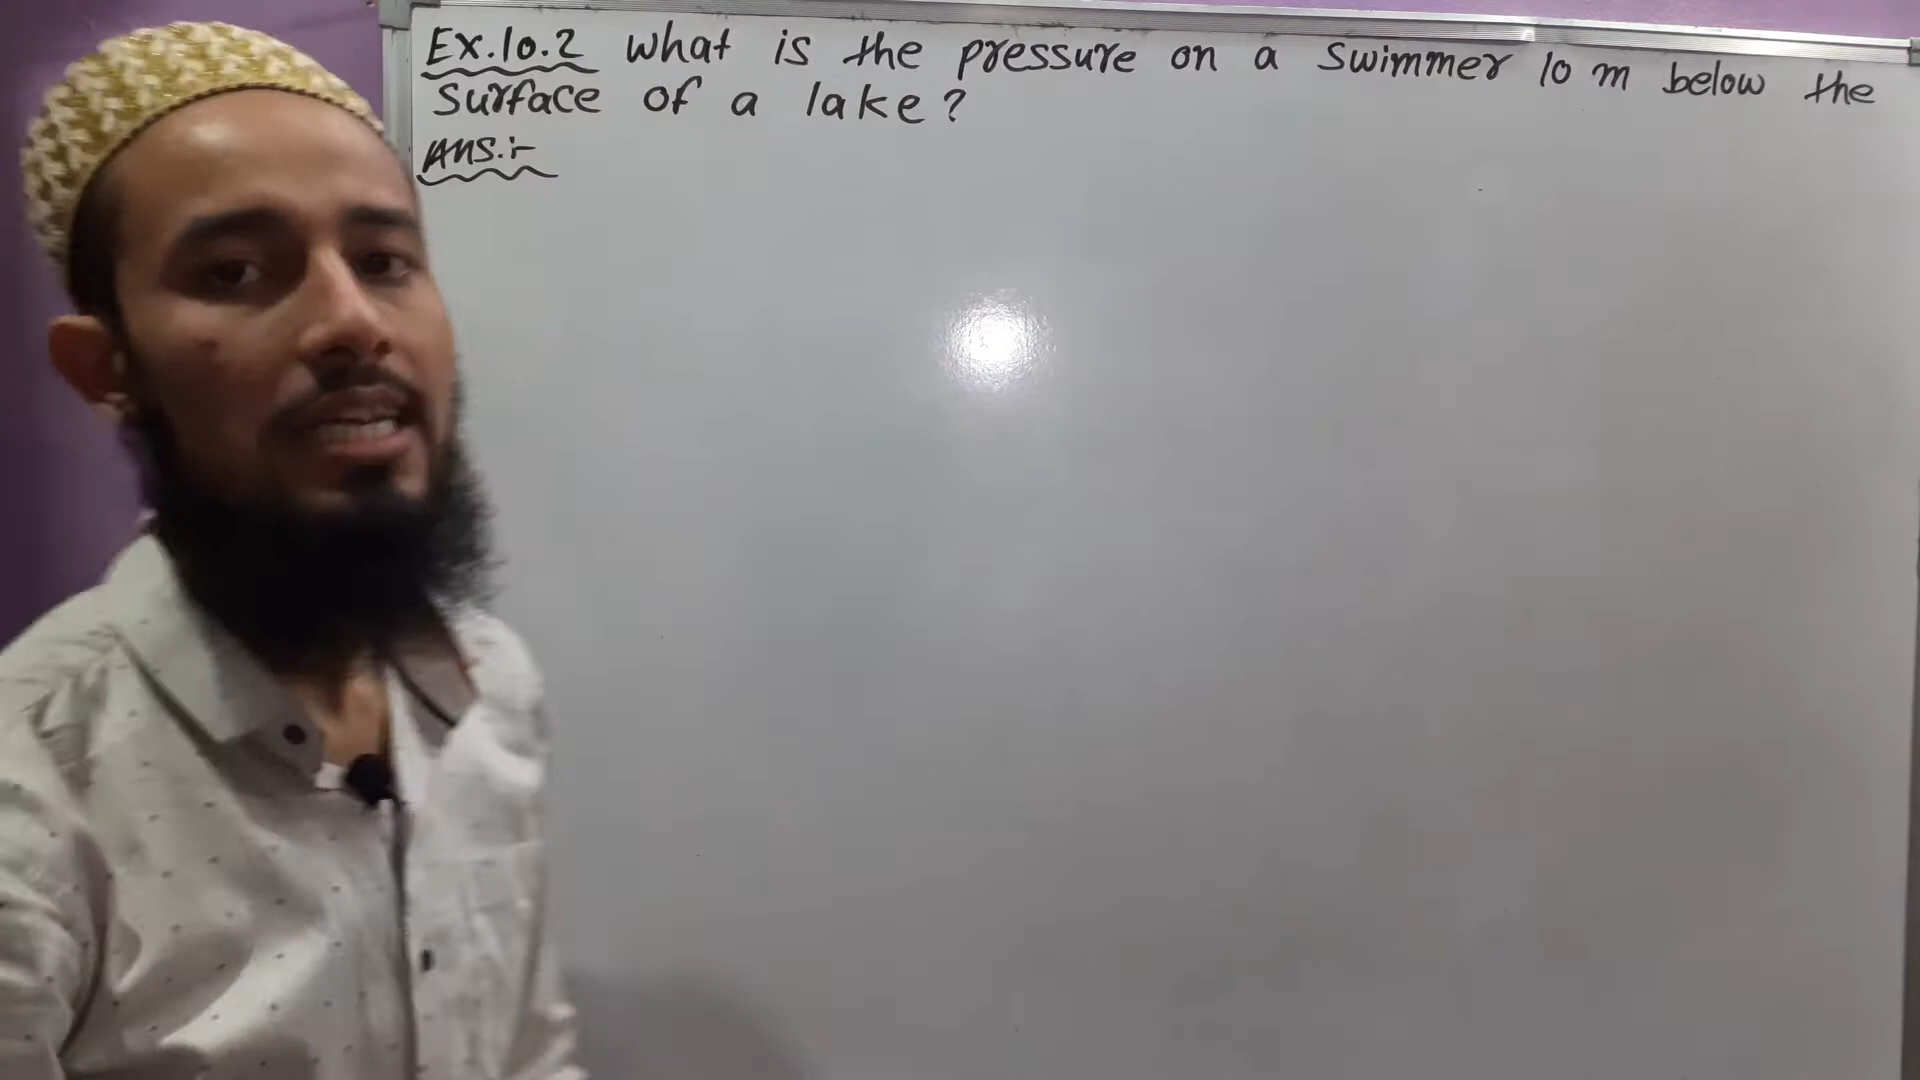 Ex.10.2 What is the pressure on a swimmer 10 m below the
surface of a lake?
Ans.:-